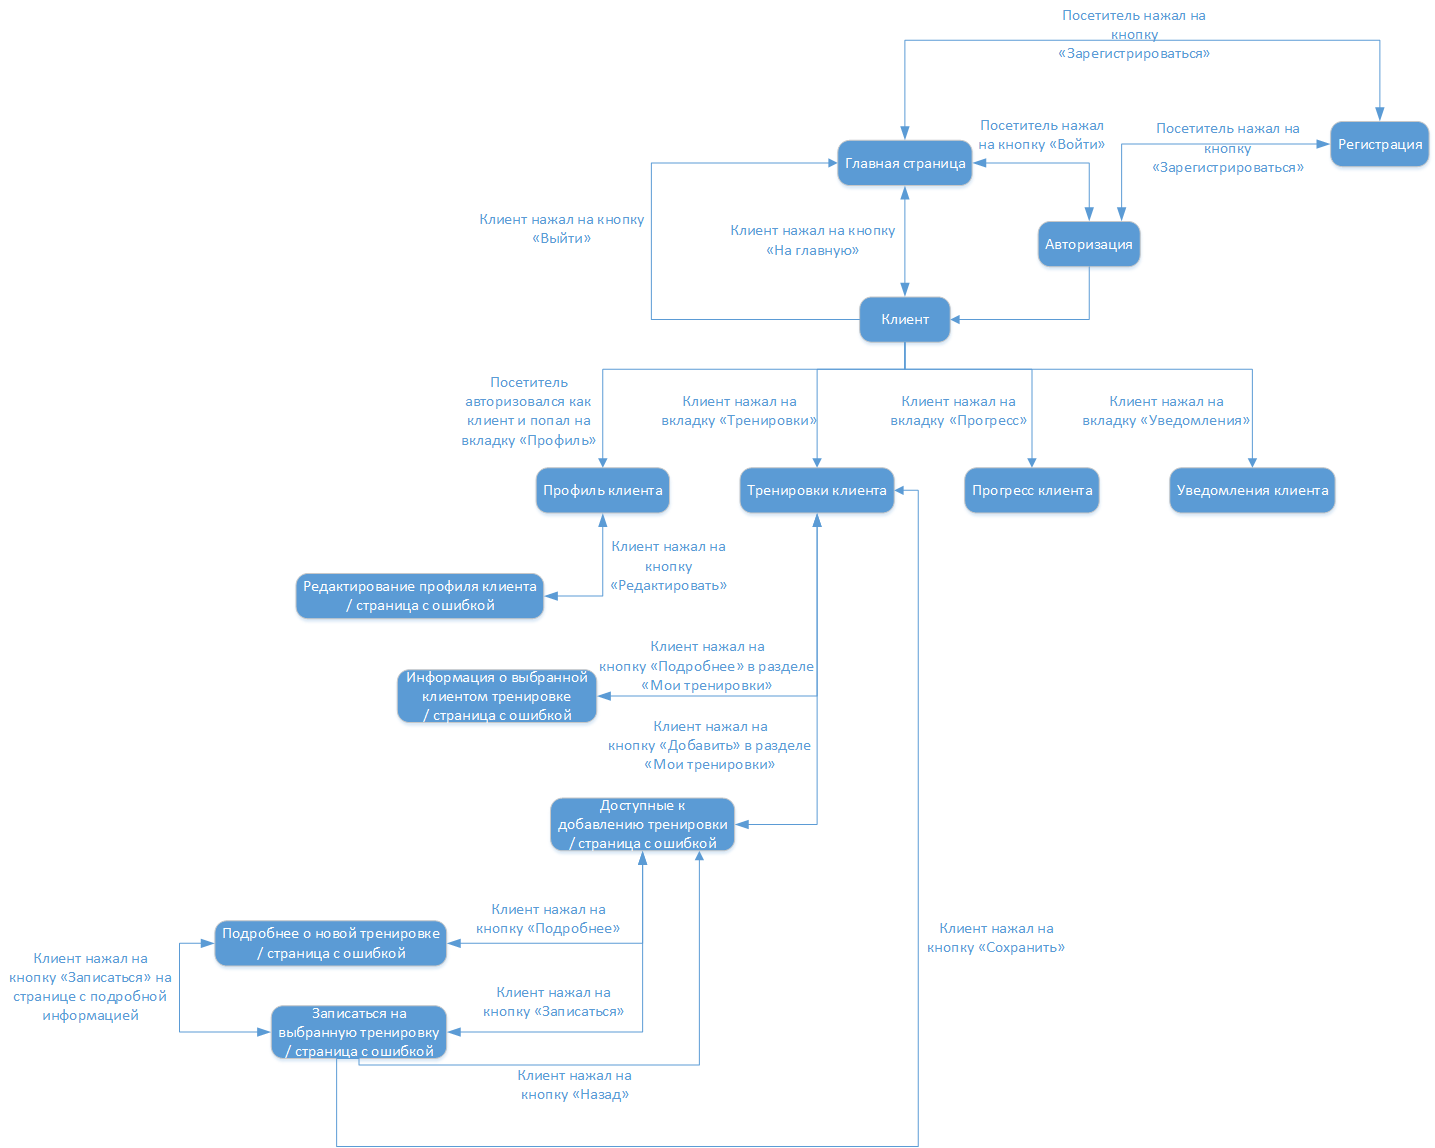 Посетитель нажал на
кнопку
«Зарегистрироваться»
Посетитель нажал
на кнопку «Войти»
Посетитель нажал на
кнопку
«Зарегистрироваться»
Регистрация
Главная страница
Клиент нажал на кнопку
«Выйти»
Клиент нажал на кнопку
«На главную»
Авторизация
Клиент
Посетитель
авторизовался как
клиент и попал на
вкладку «Профиль»
Клиент нажал на
вкладку «Тренировки»
Клиент нажал на
вкладку «Прогресс»
Клиент нажал на
вкладку «Уведомления»
Профиль клиента
Тренировки клиента
Прогресс клиента
Уведомления клиента
Клиент нажал на
кнопку
«Редактировать»
Редактирование профиля клиента
/ страница с ошибкой
Клиент нажал на
кнопку «Подробнее» в разделе
«Мои тренировки»
Информация о выбранной
клиентом тренировке
/ страница с ошибкой
Клиент нажал на
кнопку «Добавить» в разделе
«Мои тренировки»
Доступные к
добавлению тренировки
/ страница с ошибкой
Клиент нажал на
кнопку «Подробнее»
Подробнее о новой тренировке
/ страница с ошибкой
Клиент нажал на
кнопку «Сохранить»
Клиент нажал на
кнопку «Записаться» на
странице с подробной
информацией
Клиент нажал на
кнопку «Записаться»
Записаться на
выбранную тренировку
/ страница с ошибкой
Клиент нажал на
кнопку «Назад»